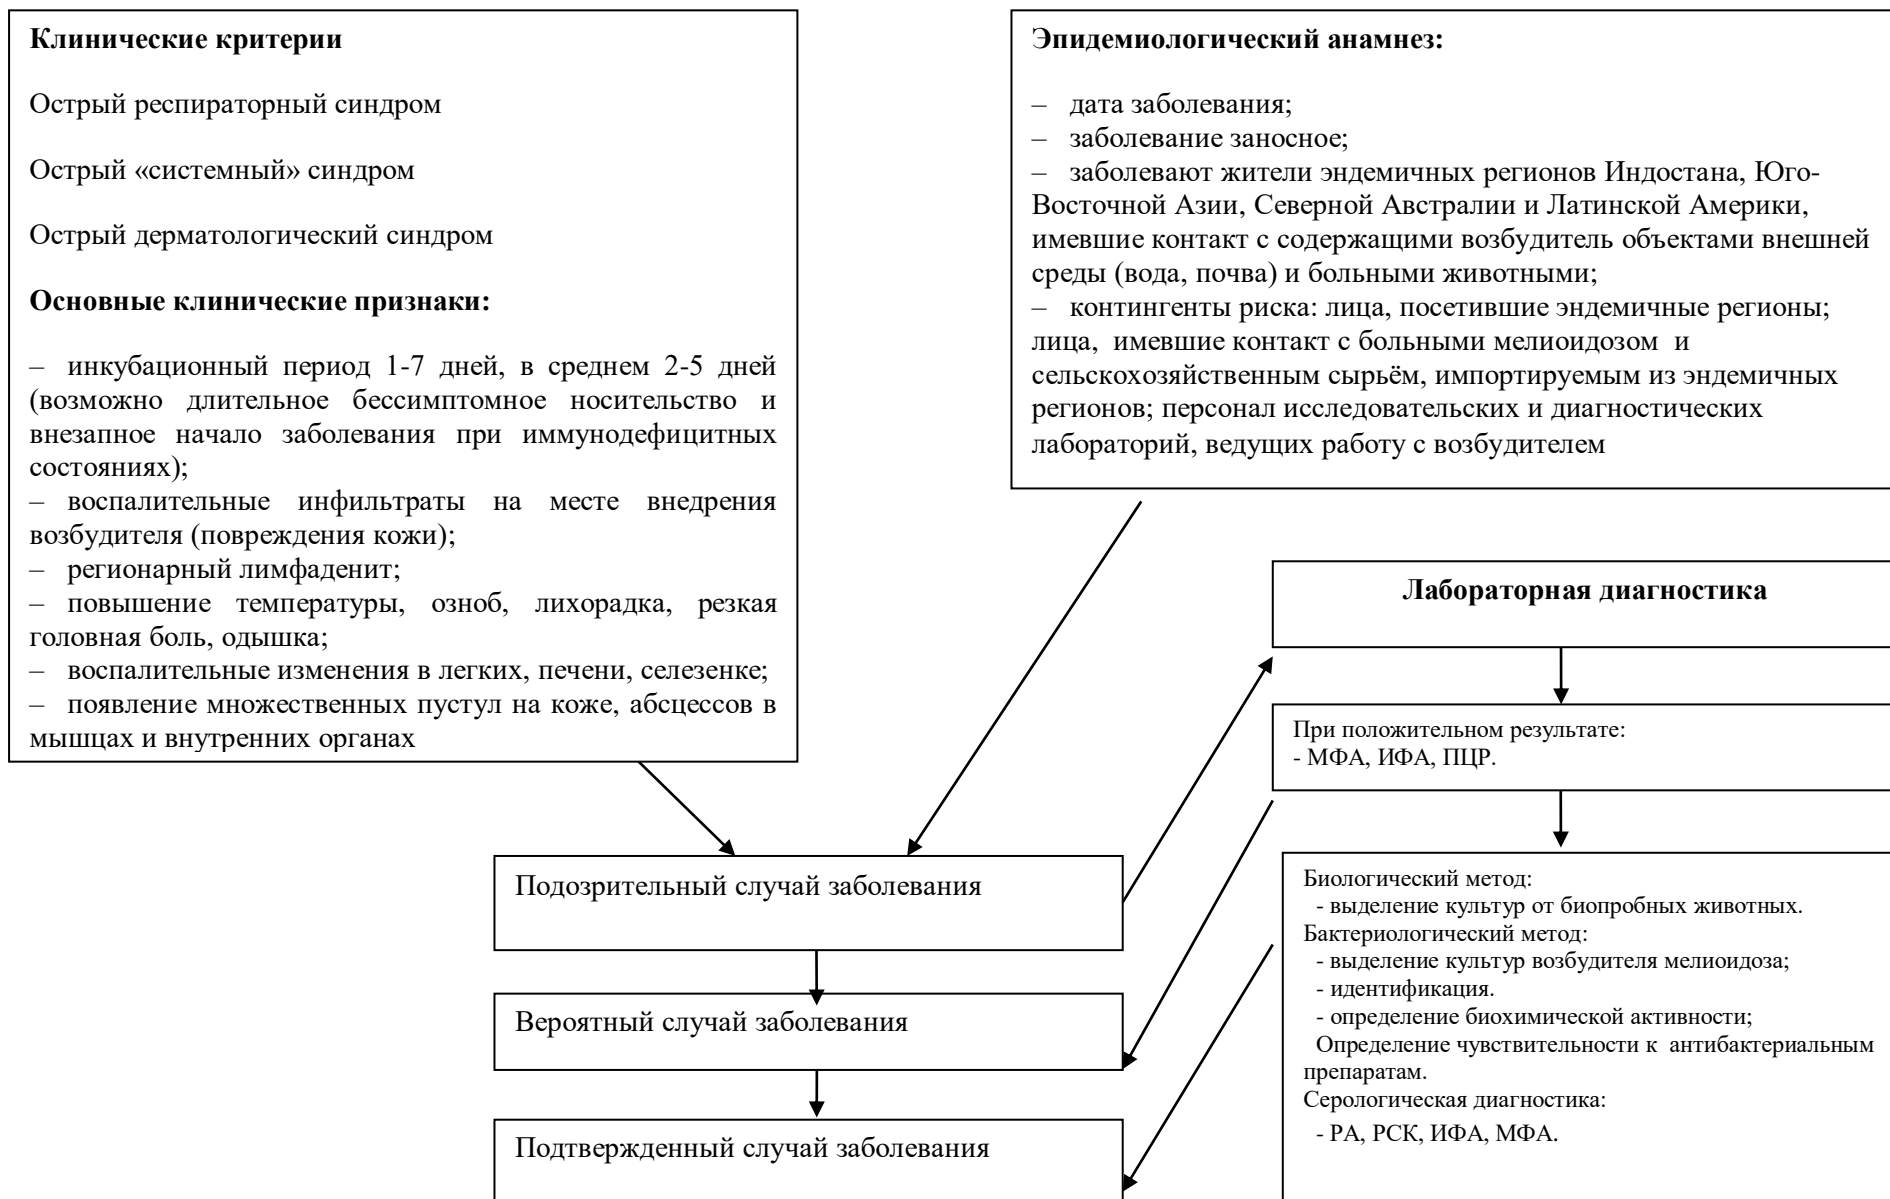 Клинические критерии
Острый респираторный синдром
Острый «системный» синдром
Острый дерматологический синдром
Основные клинические признаки:
– инкубационный период 1-7 дней, в среднем 2-5 дней
(возможно длительное бессимптомное носительство и
внезапное начало заболевания при иммунодефицитных
состояниях);
– воспалительные инфильтраты на месте внедрения
возбудителя (повреждения кожи);
– регионарный лимфаденит;
– повышение температуры, озноб, лихорадка, резкая
головная боль, одышка;
– воспалительные изменения в легких, печени, селезенке;
– появление множественных пустул на коже, абсцессов в
мышцах и внутренних органах
Эпидемиологический анамнез:
– дата заболевания;
– заболевание заносное;
– заболевают жители эндемичных регионов Индостана, Юго-
Восточной Азии, Северной Австралии и Латинской Америки,
имевшие контакт с содержащими возбудитель объектами внешней
среды (вода, почва) и больными животными;
– контингенты риска: лица, посетившие эндемичные регионы;
лица, имевшие контакт с больными мелиоидозом и
сельскохозяйственным сырьём, импортируемым из эндемичных
регионов; персонал исследовательских и диагностических
лабораторий, ведущих работу с возбудителем
Лабораторная диагностика
При положительном результате:
- МФА, ИФА, ПЦР.
Подозрительный случай заболевания
Вероятный случай заболевания
Подтвержденный случай заболевания
Биологический метод:
- выделение культур от биопробных животных.
Бактериологический метод:
- выделение культур возбудителя мелиоидоза;
- идентификация.
- определение биохимической активности;
Определение чувствительности к антибактериальным
препаратам.
Серологическая диагностика:
- РА, РСК, ИФА, МФА.